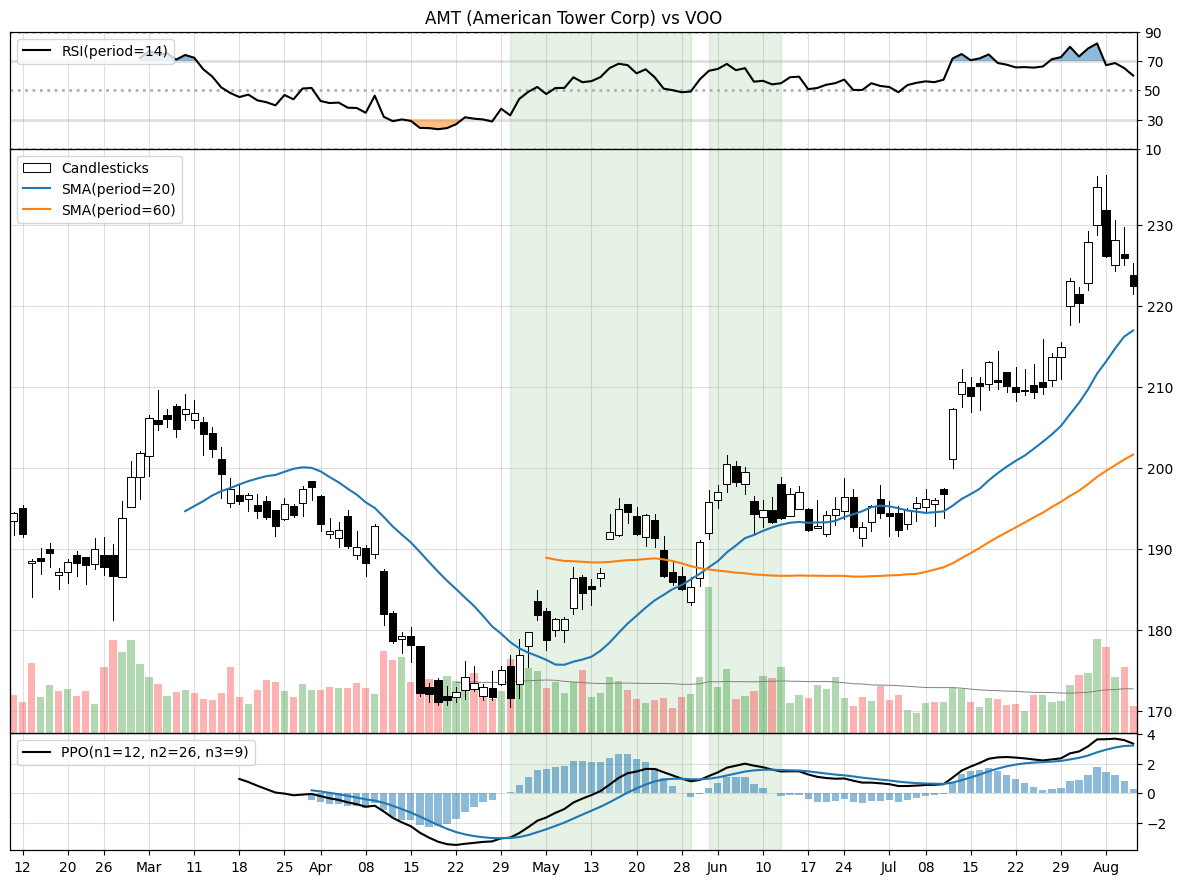 AMT (American Tower Corp) vs VOO
RSI(period=14)
90
70
50
30
10
Candlesticks
SMA(period=20)
SMA(period=60)
230
220
210
200
190
180
170
PPO(n1=12, n2=26, n3=9)
4
2
0
−2
12 20 26 Mar 11 18 25 Apr 08 15 22 29 May 13 20 28 Jun 10 17 24 Jul 08 15 22 29 Aug